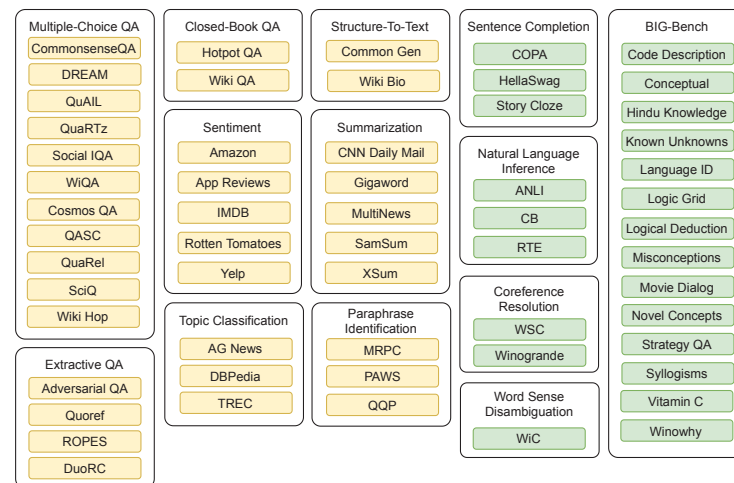 Multiple-Choice QA
CommonsenseQA
DREAM
QuAIL
QuaRTz
Social IQA
WiQA
Cosmos QA
QASC
QuaRel
SciQ
Wiki Hop
Extractive QA
Adversarial QA
Quoref
ROPES
DuoRC
Closed-Book QA
Hotpot QA
Wiki QA
Sentiment
Amazon
App Reviews
IMDB
Rotten Tomatoes
Yelp
Topic Classification
AG News
DBPedia
TREC
Structure-To-Text
Common Gen
Wiki Bio
Summarization
CNN Daily Mail
Gigaword
MultiNews
SamSum
XSum
Paraphrase
Identification
MRPC
PAWS
QQP
Sentence Completion
COPA
HellaSwag
Story Cloze
Natural Language
Inference
ANLI
CB
RTE
Coreference
Resolution
WSC
Winogrande
Word Sense
Disambiguation
WiC
BIG-Bench
Code Description
Conceptual
Hindu Knowledge
Known Unknowns
Language ID
Logic Grid
Logical Deduction
Misconceptions
Movie Dialog
Novel Concepts
Strategy QA
Syllogisms
Vitamin C
Winowhy